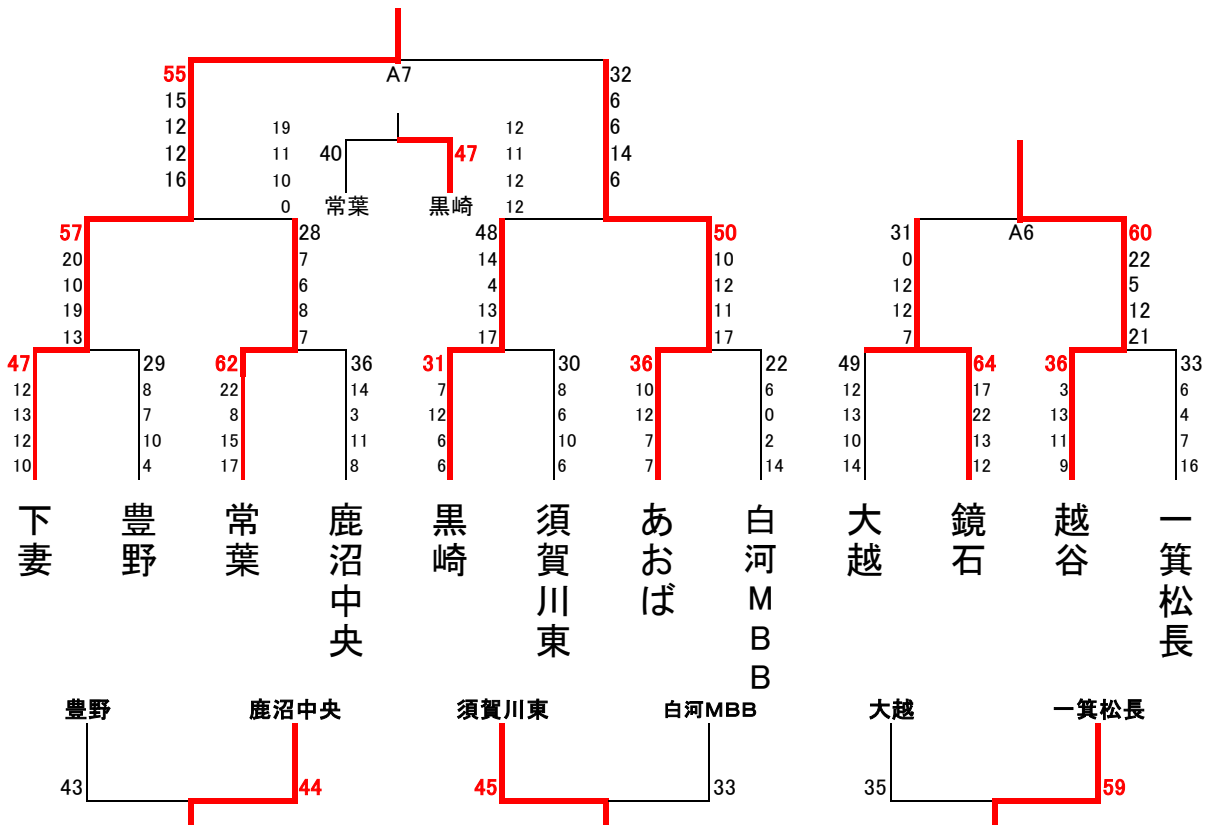 55 A7 32
15 6
12 19 12 6
12 11 40 47 11 14
16 10 12 6
0 常葉 黒崎 12
57 28 48 50 31 A6 60
20 7 14 10 0 22
10 6 4 12 12 5
19 8 13 11 12 12
13 7 17 17 7 21
47 29 62 36 31 30 36 22 49 64 36 33
12 8 22 14 7 8 10 6 12 17 3 6
13 7 8 3 12 6 12 0 13 22 13 4
12 10 15 11 6 10 7 2 10 13 11 7
10 4 17 8 6 6 7 14 14 12 9 16
下妻
豊野
常葉
鹿沼中央
黒崎
須賀川東
あおば
白河MBB
大越
鏡石
越谷
一箕松長
豊野 鹿沼中央 須賀川東 白河MBB 大越 一箕松長
43 44 45 33 35 59